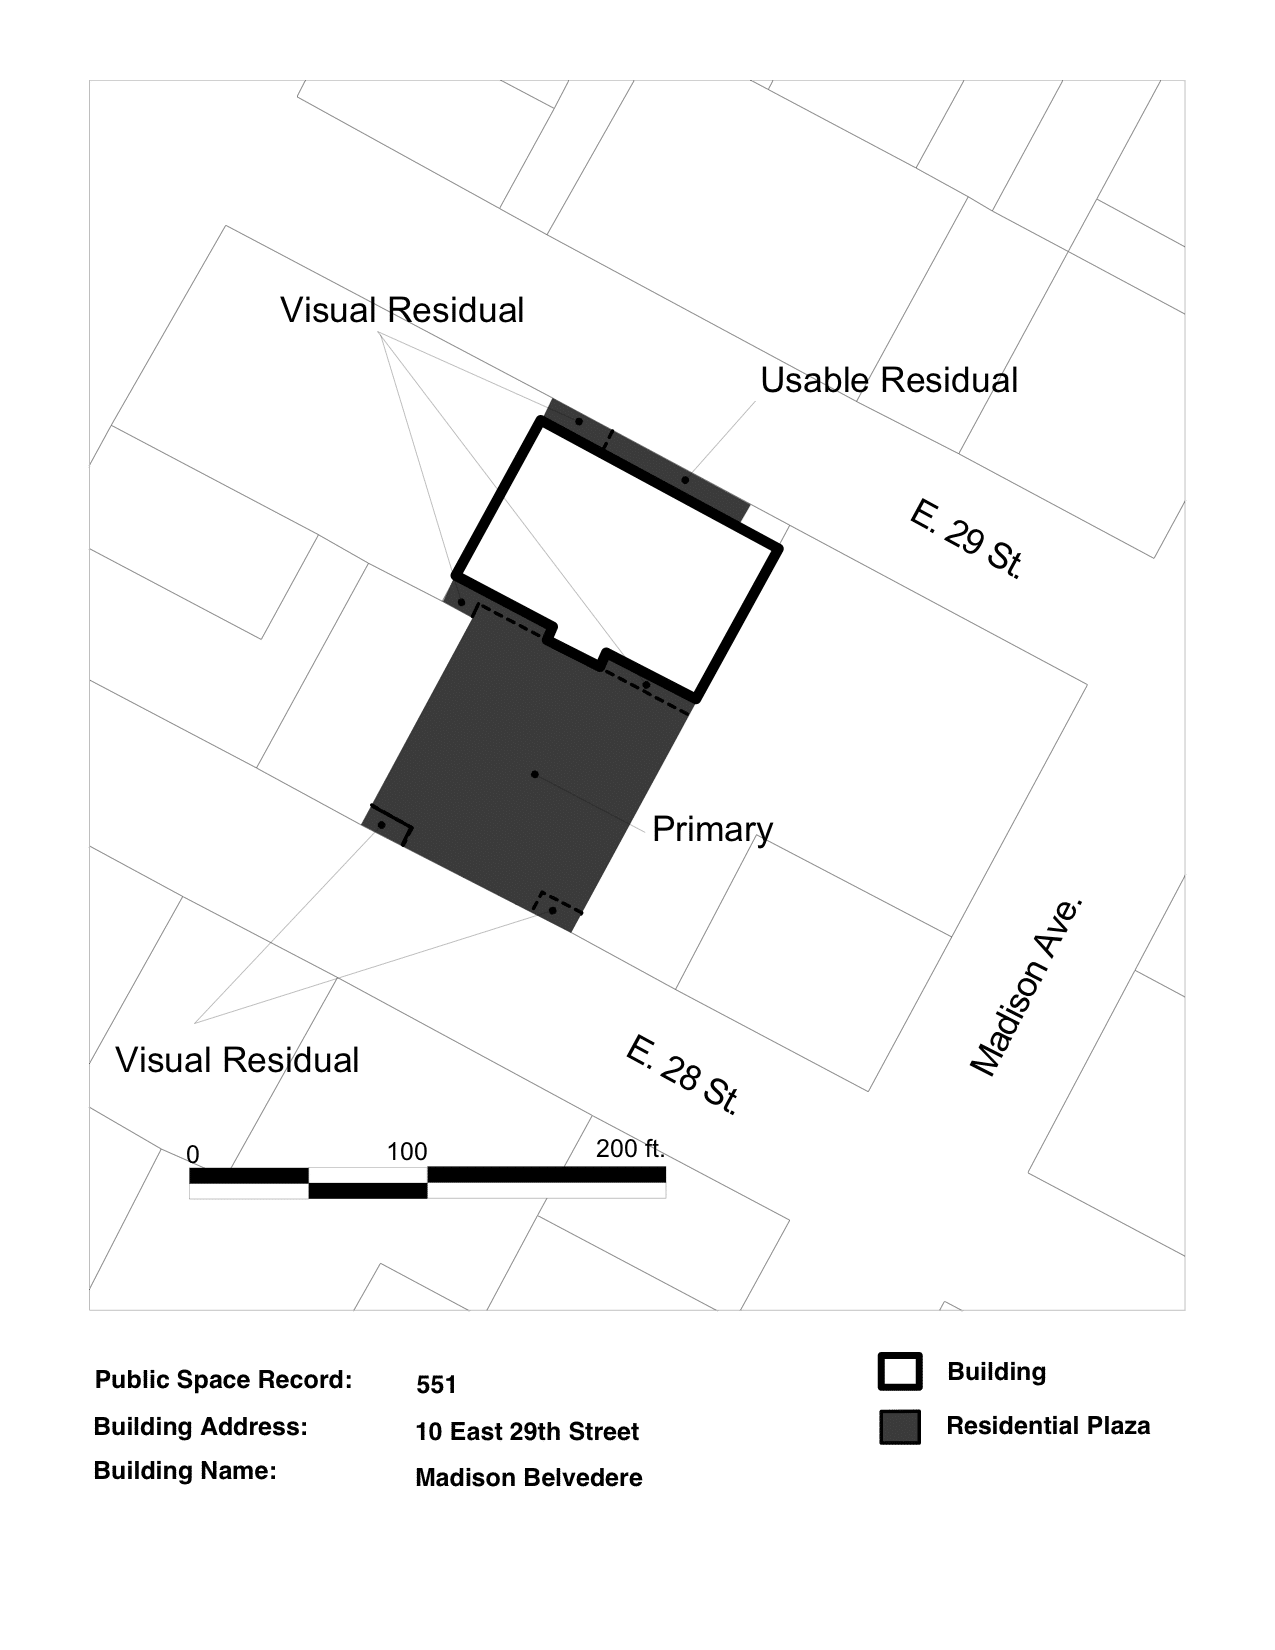 Visual Residual
Usable Residual
E. 29 St.
Primary
Madison Ave.
E. 28 St.
Visual Residual
0 100 200 ft.
Public Space Record: 551
Building Address: 10 East 29th Street
Building Name: Madison Belvedere
Building
Residential Plaza